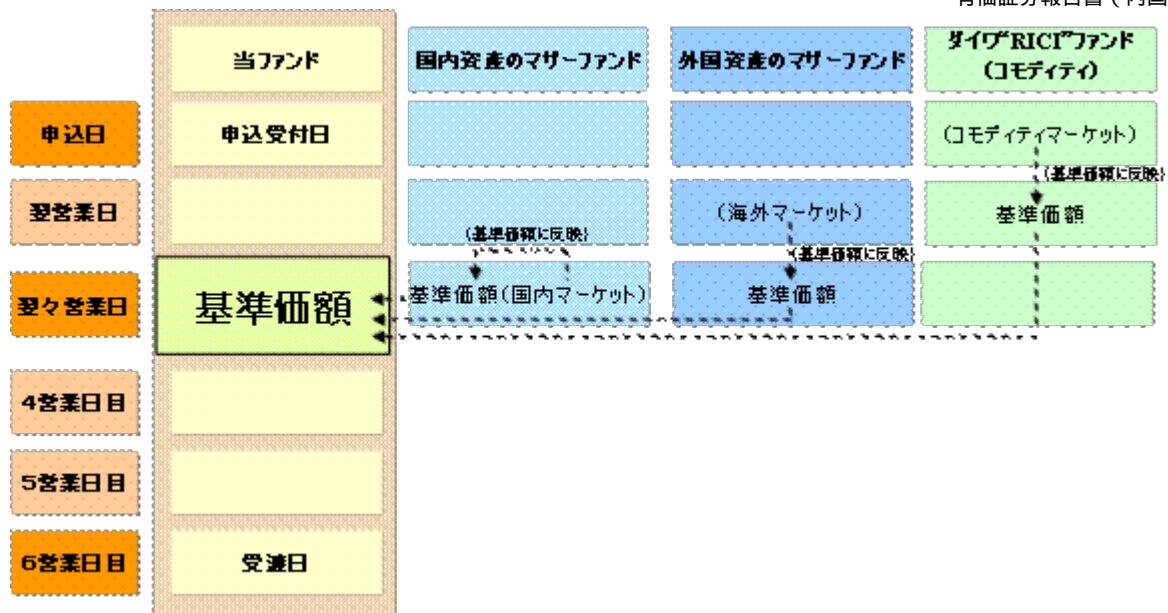 有価証券報告書(内国
当ファンド
国内資産のマザーファンド
外国資産のマザーファンド
ダイワ“RICI”ファンド
(コモディティ)
申込日
申込受付日
(コモディティマーケット)
(基準価額に反映)
翌営業日
(海外マーケット)
基準価額
(基準価額に反映)
(基準価額に反映)
翌々営業日
基準価額
基準価額(国内マーケット)
基準価額
4営業日目
5営業日目
6営業日目
受渡日